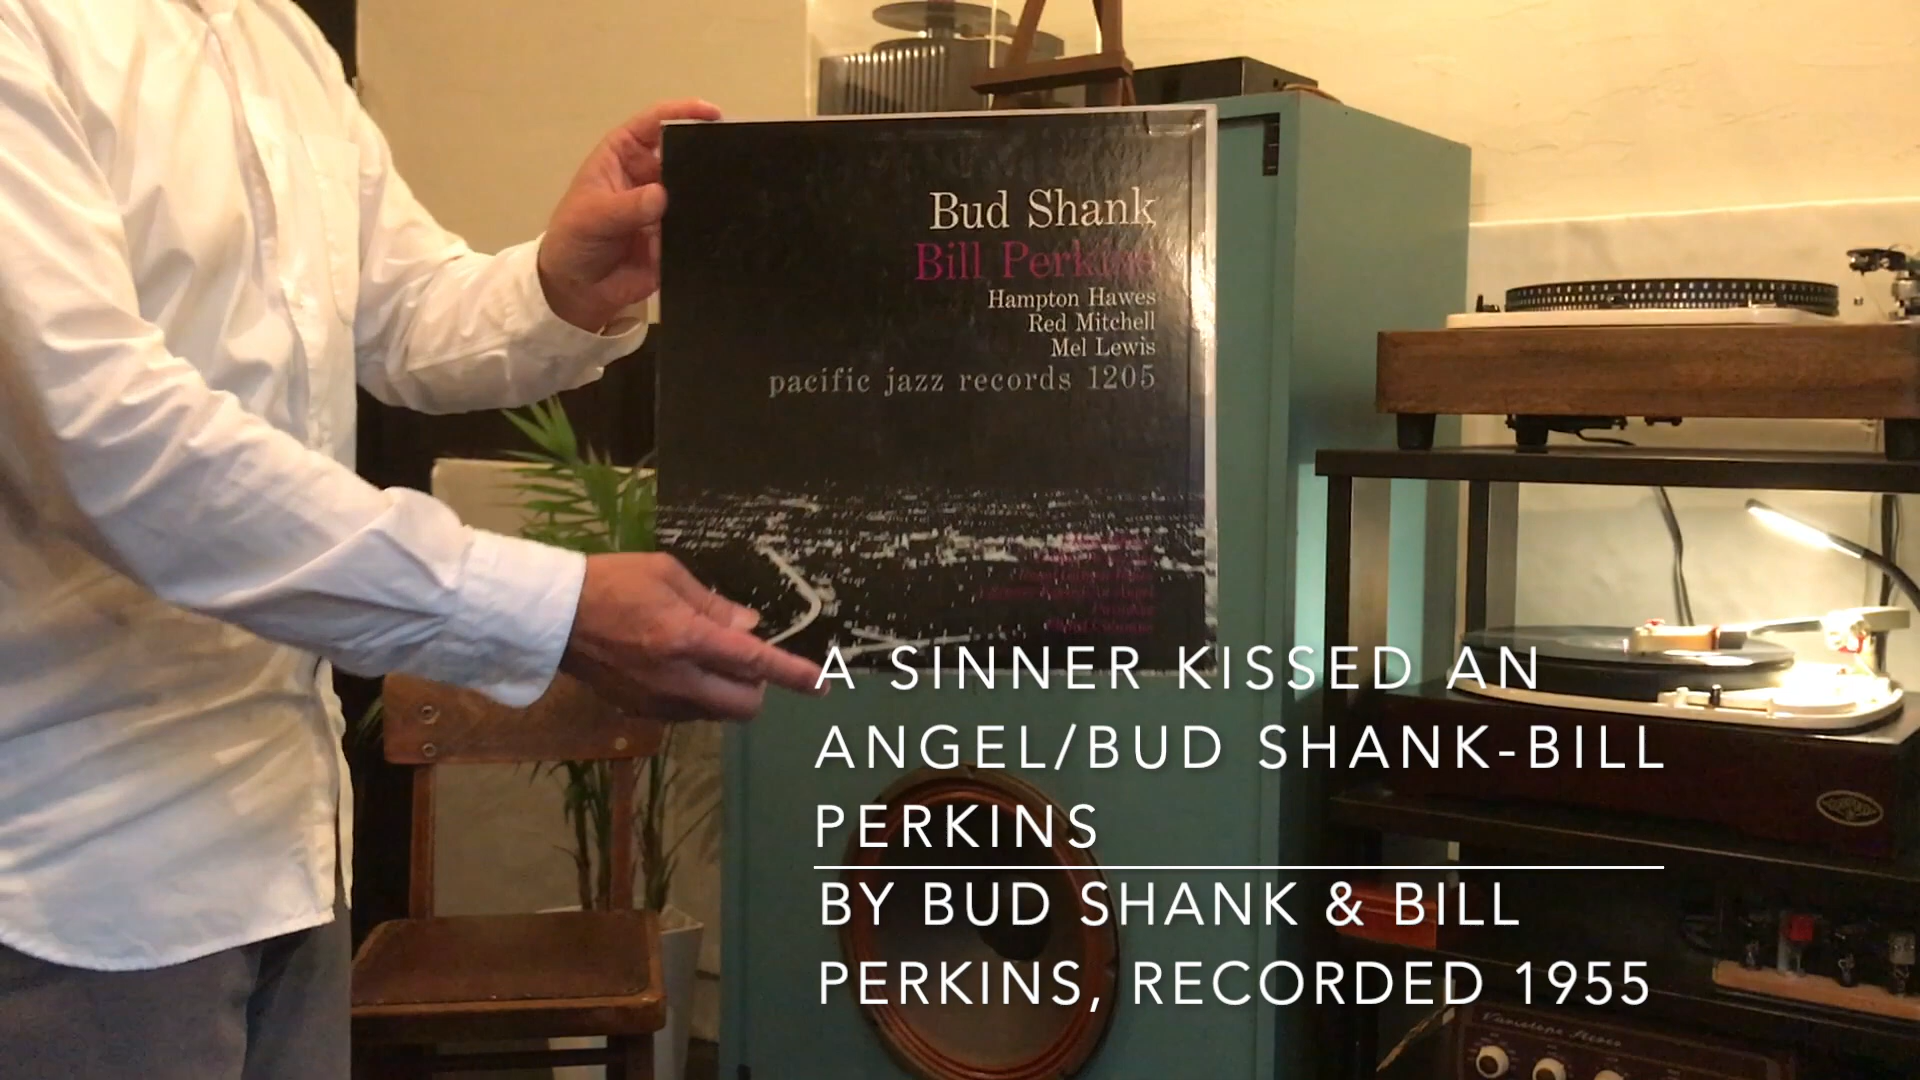 Bud Shank
Bill Perkins
Hampton Hawes
Red Mitchell
Mel Lewis
pacific jazz records 1205
A SINNER KISSED AN
ANGEL/BUD SHANK-BILL
PERKINS
BY BUD SHANK & BILL
PERKINS, RECORDED 1955